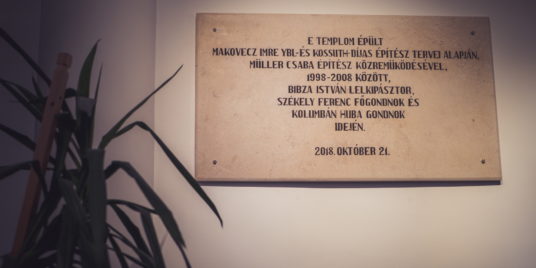 E TEMPLOM ÉPÜLT
MAKOVECZ IMRE YBL-ÉS KOSSUTH-DÍJAS ÉPÍTÉSZ TERVEI ALAPJÁN,
MÜLLER CSABA ÉPÍTÉSZ KÖZREMŰKÖDÉSÉVEL,
1998-2008 KÖZÖTT,
BIBZA ISTVÁN LELKIPÁSZTOR,
SZÉKELY FERENC FŐGONDNOK ÉS
KOLUMBÁN HUBA GONDNOK
IDEJÉN.
2018. OKTÓBER 21.